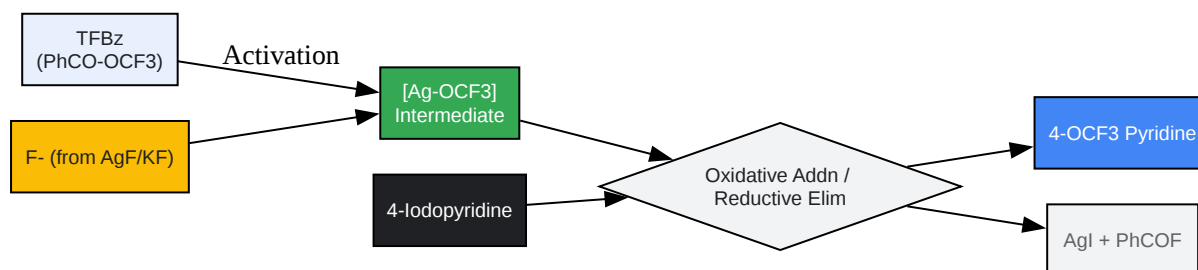 TFBz
(PhCO-OCF3)
Activation
F- (from AgF/KF)
[Ag-OCF3]
Intermediate
4-Iodopyridine
Oxidative Addn /
Reductive Elim
4-OCF3 Pyridine
AgI + PhCOF